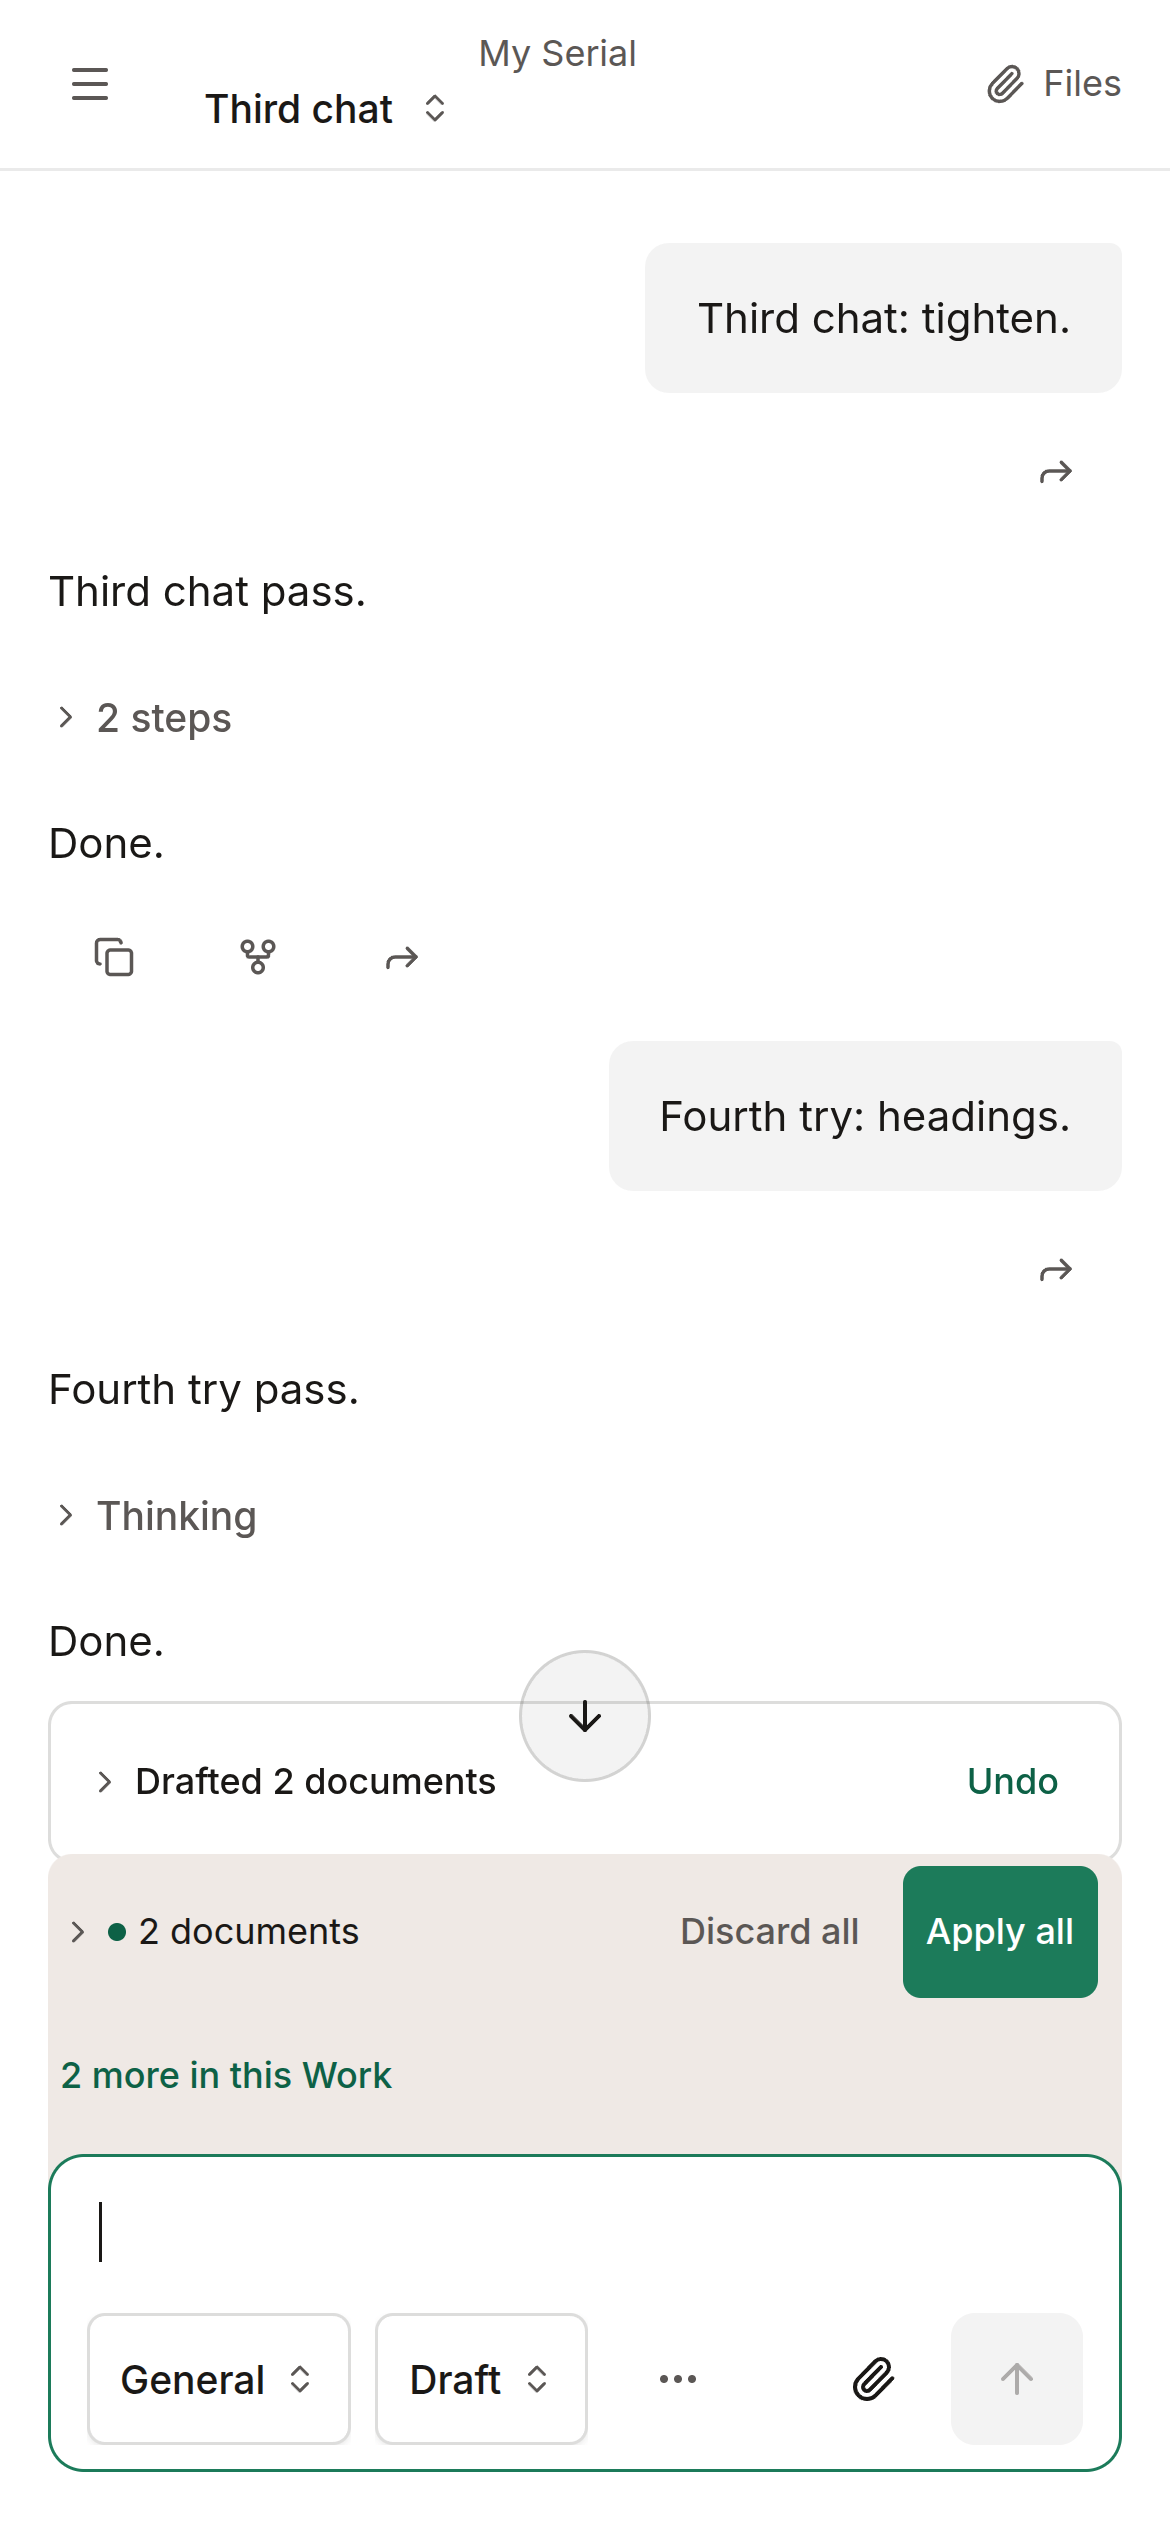 My Serial
Third chat
Files
Third chat: tighten.
Third chat pass.
2 steps
Done.
Fourth try: headings.
Fourth try pass.
Thinking
Done.
Drafted 2 documents Undo
2 documents Discard all Apply all
2 more in this Work
General Draft